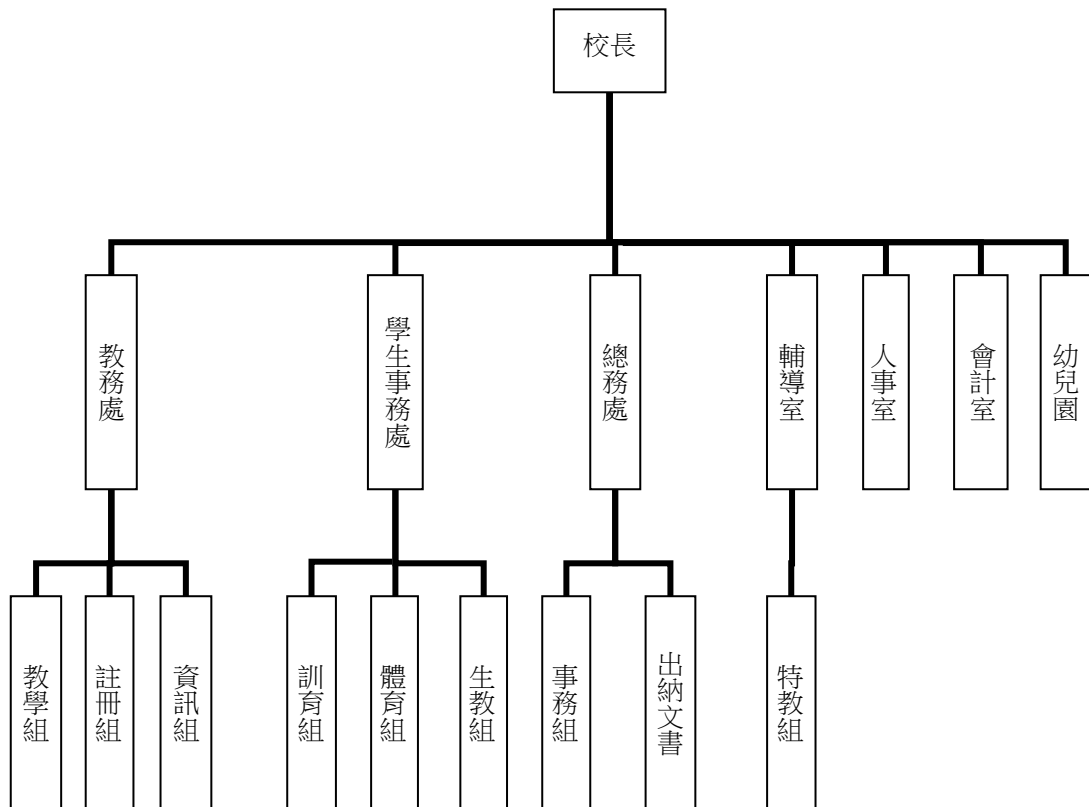 校長
教務處
學生事務處
總務處
輔導室
人事室
會計室
幼兒園
教學組
註冊組
資訊組
訓育組
體育組
生教組
事務組
出納文書
特教組